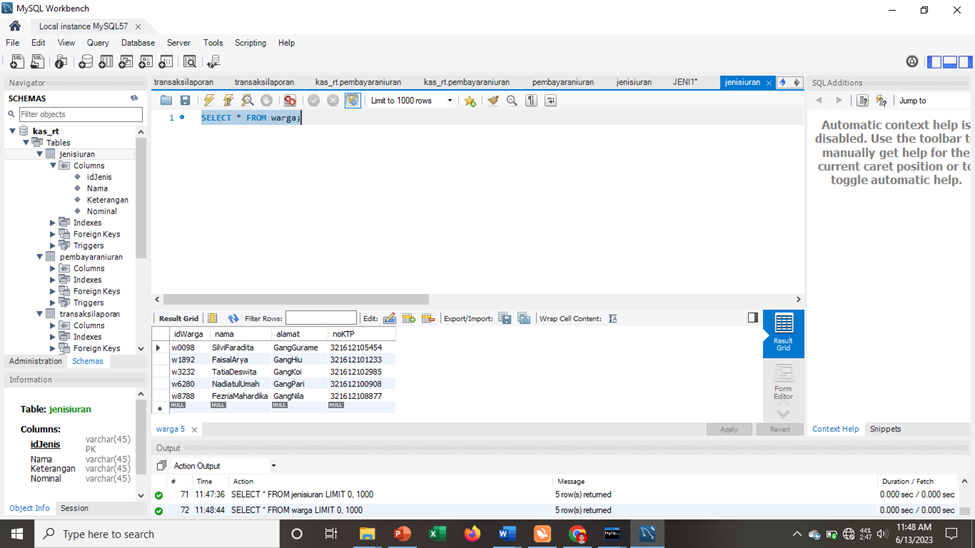 MySQL Workbench
Local instance MySQL57
File Edit View Query Database Server Tools Scripting Help
Navigator
SCHEMAS
Filter objects
kas_rt
Tables
jenisiuran
Columns
idJenis
Nama
Keterangan
Nominal
Indexes
Foreign Keys
Triggers
pembayaraniuran
Columns
Indexes
Foreign Keys
Triggers
transaksilaporan
Columns
Indexes
Foreign Keys
Administration Schemas
Information
Table: jenisiuran
Columns:
idJenis varchar(45) PK
Nama varchar(45)
Keterangan varchar(45)
Nominal varchar(45)
Object Info Session
transaksilaporan transaksilaporan kas_rt.pembayaraniuran kas_rt.pembayaraniuran pembayaraniuran jenisiuran JENI1* jenisiuran
Limit to 1000 rows
1 SELECT * FROM warga;
Result Grid Filter Rows: Edit: Export/Import: Wrap Cell Content:
idWarga nama alamat noKTP
w0098 SilviFaradita GangGurame 321612105454
w1892 FaisalArya GangHiu 321612101233
w3232 TatiaDeswita GangKoi 321612102985
w6280 NadiatulUmah GangPari 321612100908
w8788 FezriaMahardika GangNila 321612108877
NULL NULL NULL NULL
Result Grid
Form Editor
warga 5 Apply Revert
SQLAdditions
Jump to
Automatic context help is
disabled. Use the toolbar t
manually get help for the
current caret position or to
toggle automatic help.
Context Help Snippets
Output
Action Output
# Time Action Message Duration / Fetch
71 11:47:36 SELECT * FROM jenisiuran LIMIT 0, 1000 5 row(s) returned 0.000 sec / 0.000 sec
72 11:48:44 SELECT * FROM warga LIMIT 0, 1000 5 row(s) returned 0.000 sec / 0.000 sec
Type here to search
11:48 AM
6/13/2023